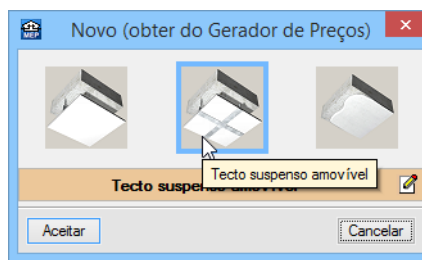 MEP
Novo (obter do Gerador de Preços)
Tecto suspenso amovível
Tecto suspenso amovível
Aceitar
Cancelar